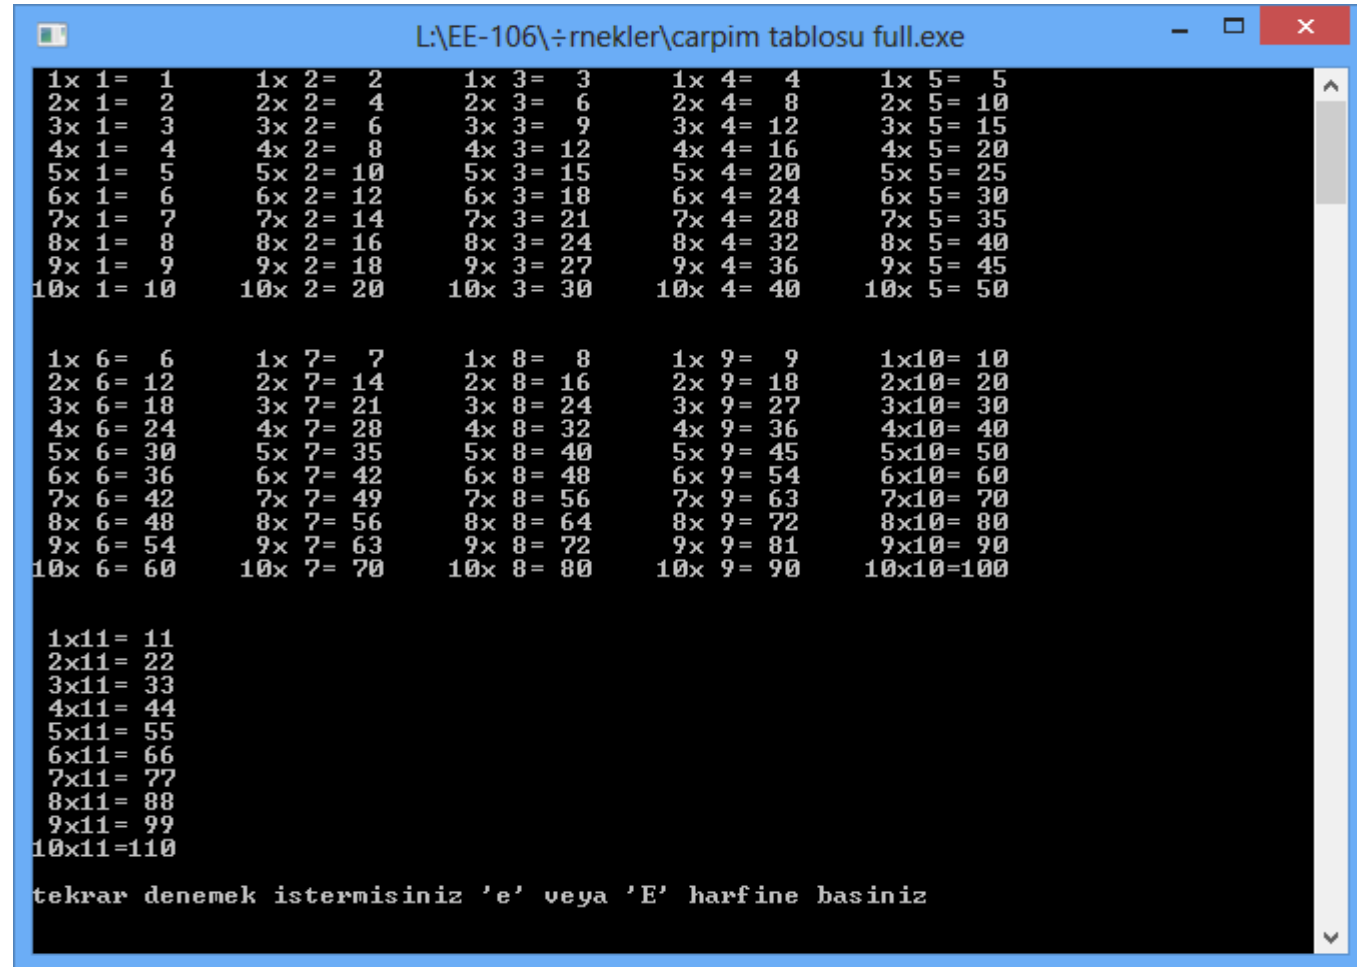 L:\EE-106\÷rnekler\carpim tablosu full.exe
1x 1=  1     1x 2=  2     1x 3=  3     1x 4=  4     1x 5=  5
2x 1=  2     2x 2=  4     2x 3=  6     2x 4=  8     2x 5= 10
3x 1=  3     3x 2=  6     3x 3=  9     3x 4= 12     3x 5= 15
4x 1=  4     4x 2=  8     4x 3= 12     4x 4= 16     4x 5= 20
5x 1=  5     5x 2= 10     5x 3= 15     5x 4= 20     5x 5= 25
6x 1=  6     6x 2= 12     6x 3= 18     6x 4= 24     6x 5= 30
7x 1=  7     7x 2= 14     7x 3= 21     7x 4= 28     7x 5= 35
8x 1=  8     8x 2= 16     8x 3= 24     8x 4= 32     8x 5= 40
9x 1=  9     9x 2= 18     9x 3= 27     9x 4= 36     9x 5= 45
10x 1= 10    10x 2= 20    10x 3= 30    10x 4= 40    10x 5= 50
1x 6=  6     1x 7=  7     1x 8=  8     1x 9=  9     1x10= 10
2x 6= 12     2x 7= 14     2x 8= 16     2x 9= 18     2x10= 20
3x 6= 18     3x 7= 21     3x 8= 24     3x 9= 27     3x10= 30
4x 6= 24     4x 7= 28     4x 8= 32     4x 9= 36     4x10= 40
5x 6= 30     5x 7= 35     5x 8= 40     5x 9= 45     5x10= 50
6x 6= 36     6x 7= 42     6x 8= 48     6x 9= 54     6x10= 60
7x 6= 42     7x 7= 49     7x 8= 56     7x 9= 63     7x10= 70
8x 6= 48     8x 7= 56     8x 8= 64     8x 9= 72     8x10= 80
9x 6= 54     9x 7= 63     9x 8= 72     9x 9= 81     9x10= 90
10x 6= 60    10x 7= 70    10x 8= 80    10x 9= 90    10x10=100
1x11= 11
2x11= 22
3x11= 33
4x11= 44
5x11= 55
6x11= 66
7x11= 77
8x11= 88
9x11= 99
10x11=110
tekrar denemek istermisiniz 'e' veya 'E' harfine basiniz